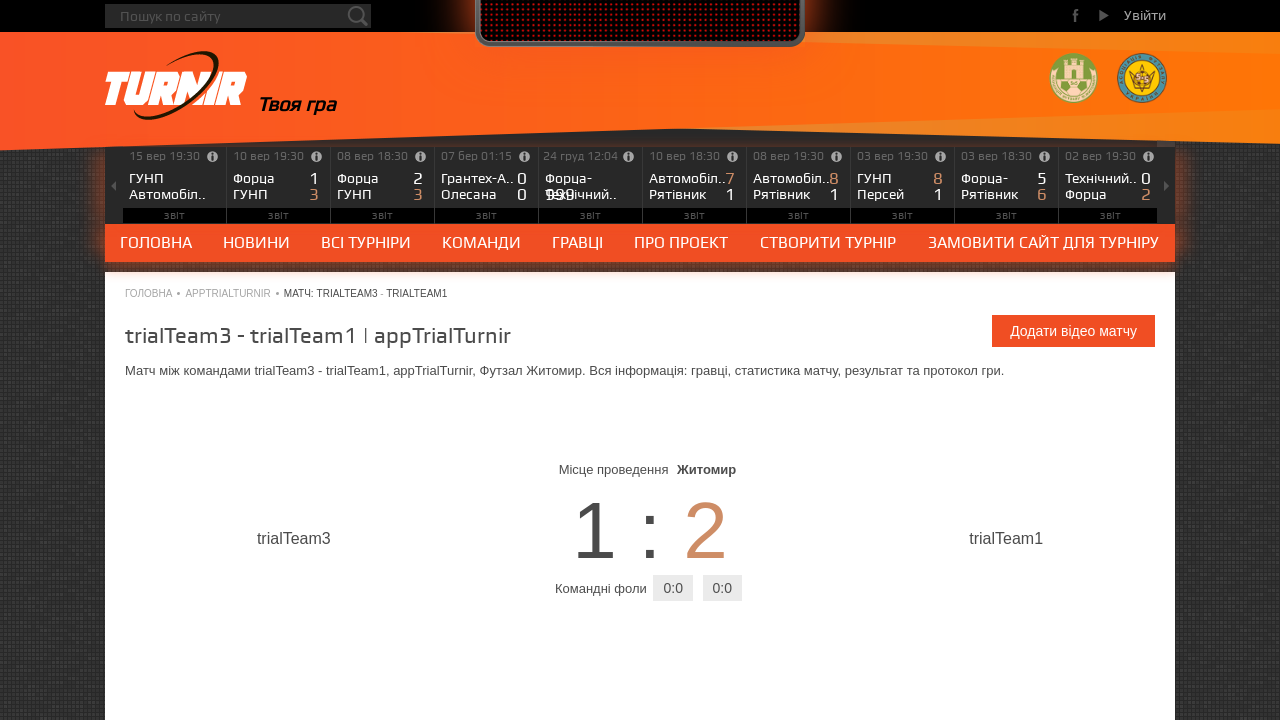 Пошук по сайту
Увійти
TURNIR
Твоя гра
15 вер 19:30
ГУНП
Автомобіл..
звіт
10 вер 19:30
Форца 1
ГУНП 3
звіт
08 вер 18:30
Форца 2
ГУНП 3
звіт
07 бер 01:15
Грантех-А.. 0
Олесана 0
звіт
24 груд 12:04
Форца-
Технічний..
999
звіт
10 вер 18:30
Автомобіл.. 7
Рятівник 1
звіт
08 вер 19:30
Автомобіл.. 8
Рятівник 1
звіт
03 вер 19:30
ГУНП 8
Персей 1
звіт
03 вер 18:30
Форца- 5
Рятівник 6
звіт
02 вер 19:30
Технічний.. 0
Форца 2
звіт
ГОЛОВНА НОВИНИ ВСІ ТУРНІРИ КОМАНДИ ГРАВЦІ ПРО ПРОЕКТ СТВОРИТИ ТУРНІР ЗАМОВИТИ САЙТ ДЛЯ ТУРНІРУ
ГОЛОВНА • APPTRIALTURNIR • МАТЧ: TRIALTEAM3 - TRIALTEAM1
trialTeam3 - trialTeam1 | appTrialTurnir
Додати відео матчу
Матч між командами trialTeam3 - trialTeam1, appTrialTurnir, Футзал Житомир. Вся інформація: гравці, статистика матчу, результат та протокол гри.
Місце проведення Житомир
trialTeam3 1 : 2 trialTeam1
Командні фоли 0:0 0:0